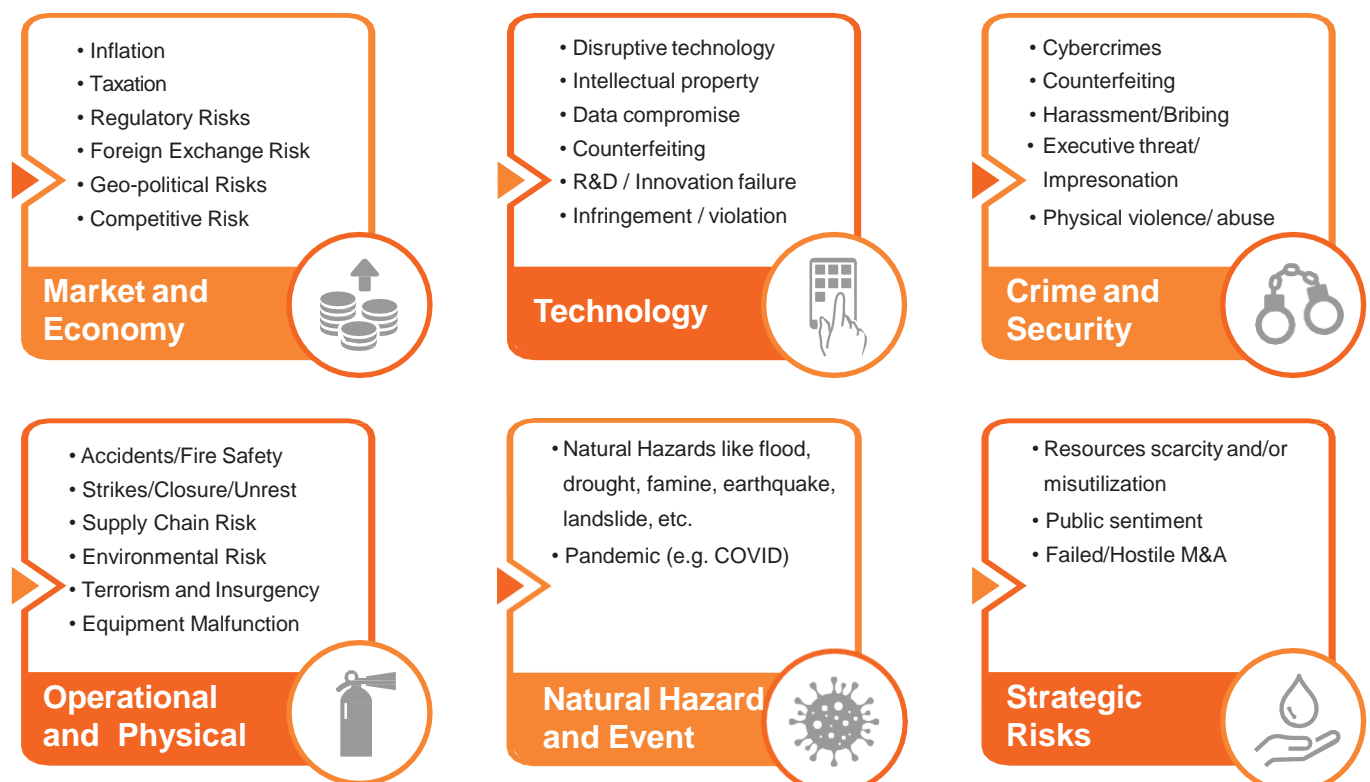 • Inflation
• Taxation
• Regulatory Risks
• Foreign Exchange Risk
• Geo-political Risks
• Competitive Risk
Market and
Economy
• Disruptive technology
• Intellectual property
• Data compromise
• Counterfeiting
• R&D / Innovation failure
• Infringement / violation
Technology
• Cybercrimes
• Counterfeiting
• Harassment/Bribing
• Executive threat/
Impresonation
• Physical violence/ abuse
Crime and
Security
• Accidents/Fire Safety
• Strikes/Closure/Unrest
• Supply Chain Risk
• Environmental Risk
• Terrorism and Insurgency
• Equipment Malfunction
Operational
and Physical
• Natural Hazards like flood,
drought, famine, earthquake,
landslide, etc.
• Pandemic (e.g. COVID)
Natural Hazard
and Event
• Resources scarcity and/or
misutilization
• Public sentiment
• Failed/Hostile M&A
Strategic
Risks